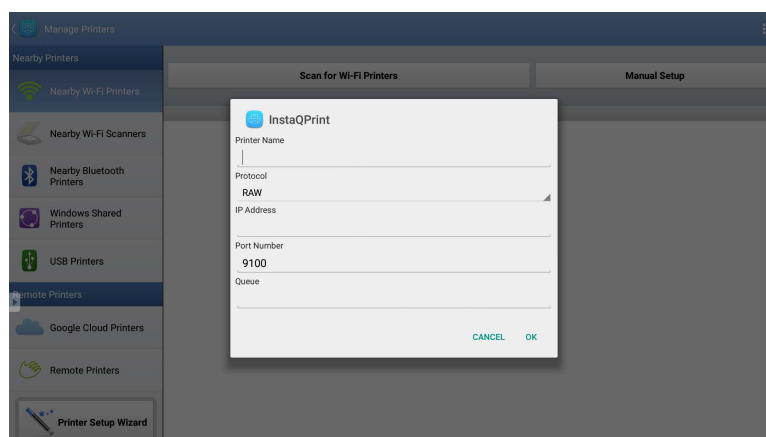 Manage Printers
Nearby Printers
Nearby Wi-Fi Printers
Nearby Wi-Fi Scanners
Nearby Bluetooth
Printers
Windows Shared
Printers
USB Printers
Remote Printers
Google Cloud Printers
Remote Printers
Printer Setup Wizard
Scan for Wi-Fi Printers
Manual Setup
InstaQPrint
Printer Name
Protocol
RAW
IP Address
Port Number
9100
Queue
CANCEL OK